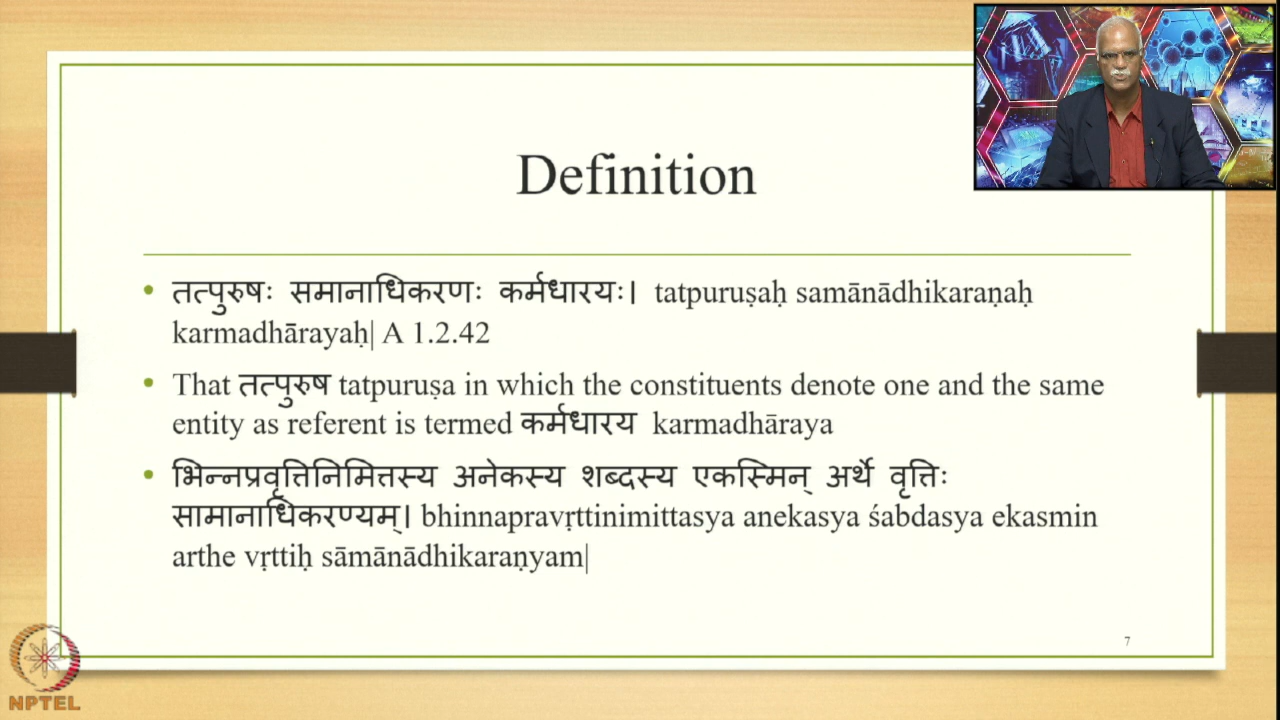 Definition
• तत्पुरुषः समानाधिकरणः कर्मधारयः। tatpuruṣaḥ samānādhikaraṇaḥ
karmadhārayaḥ| A 1.2.42
• That तत्पुरुष tatpuruṣa in which the constituents denote one and the same
entity as referent is termed कर्मधारय karmadhāraya
• भिन्नप्रवृत्तिनिमित्तस्य अनेकस्य शब्दस्य एकस्मिन् अर्थे वृत्तिः
सामानाधिकरण्यम्। bhinnapravṛttinimittasya anekasya śabdasya ekasmin
arthe vṛttiḥ sāmānādhikaraṇyam|
7
NPTEL